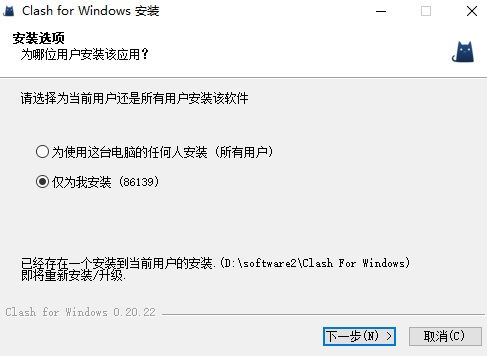 Clash for Windows 安装
安装选项
为哪位用户安装该应用？
请选择为当前用户还是所有用户安装该软件
为使用这台电脑的任何人安装 (所有用户)
仅为我安装 (86139)
已经存在一个安装到当前用户的安装.(D:\software2\Clash For Windows)
即将重新安装/升级.
Clash for Windows 0.20.22
下一步(N) >
取消(C)